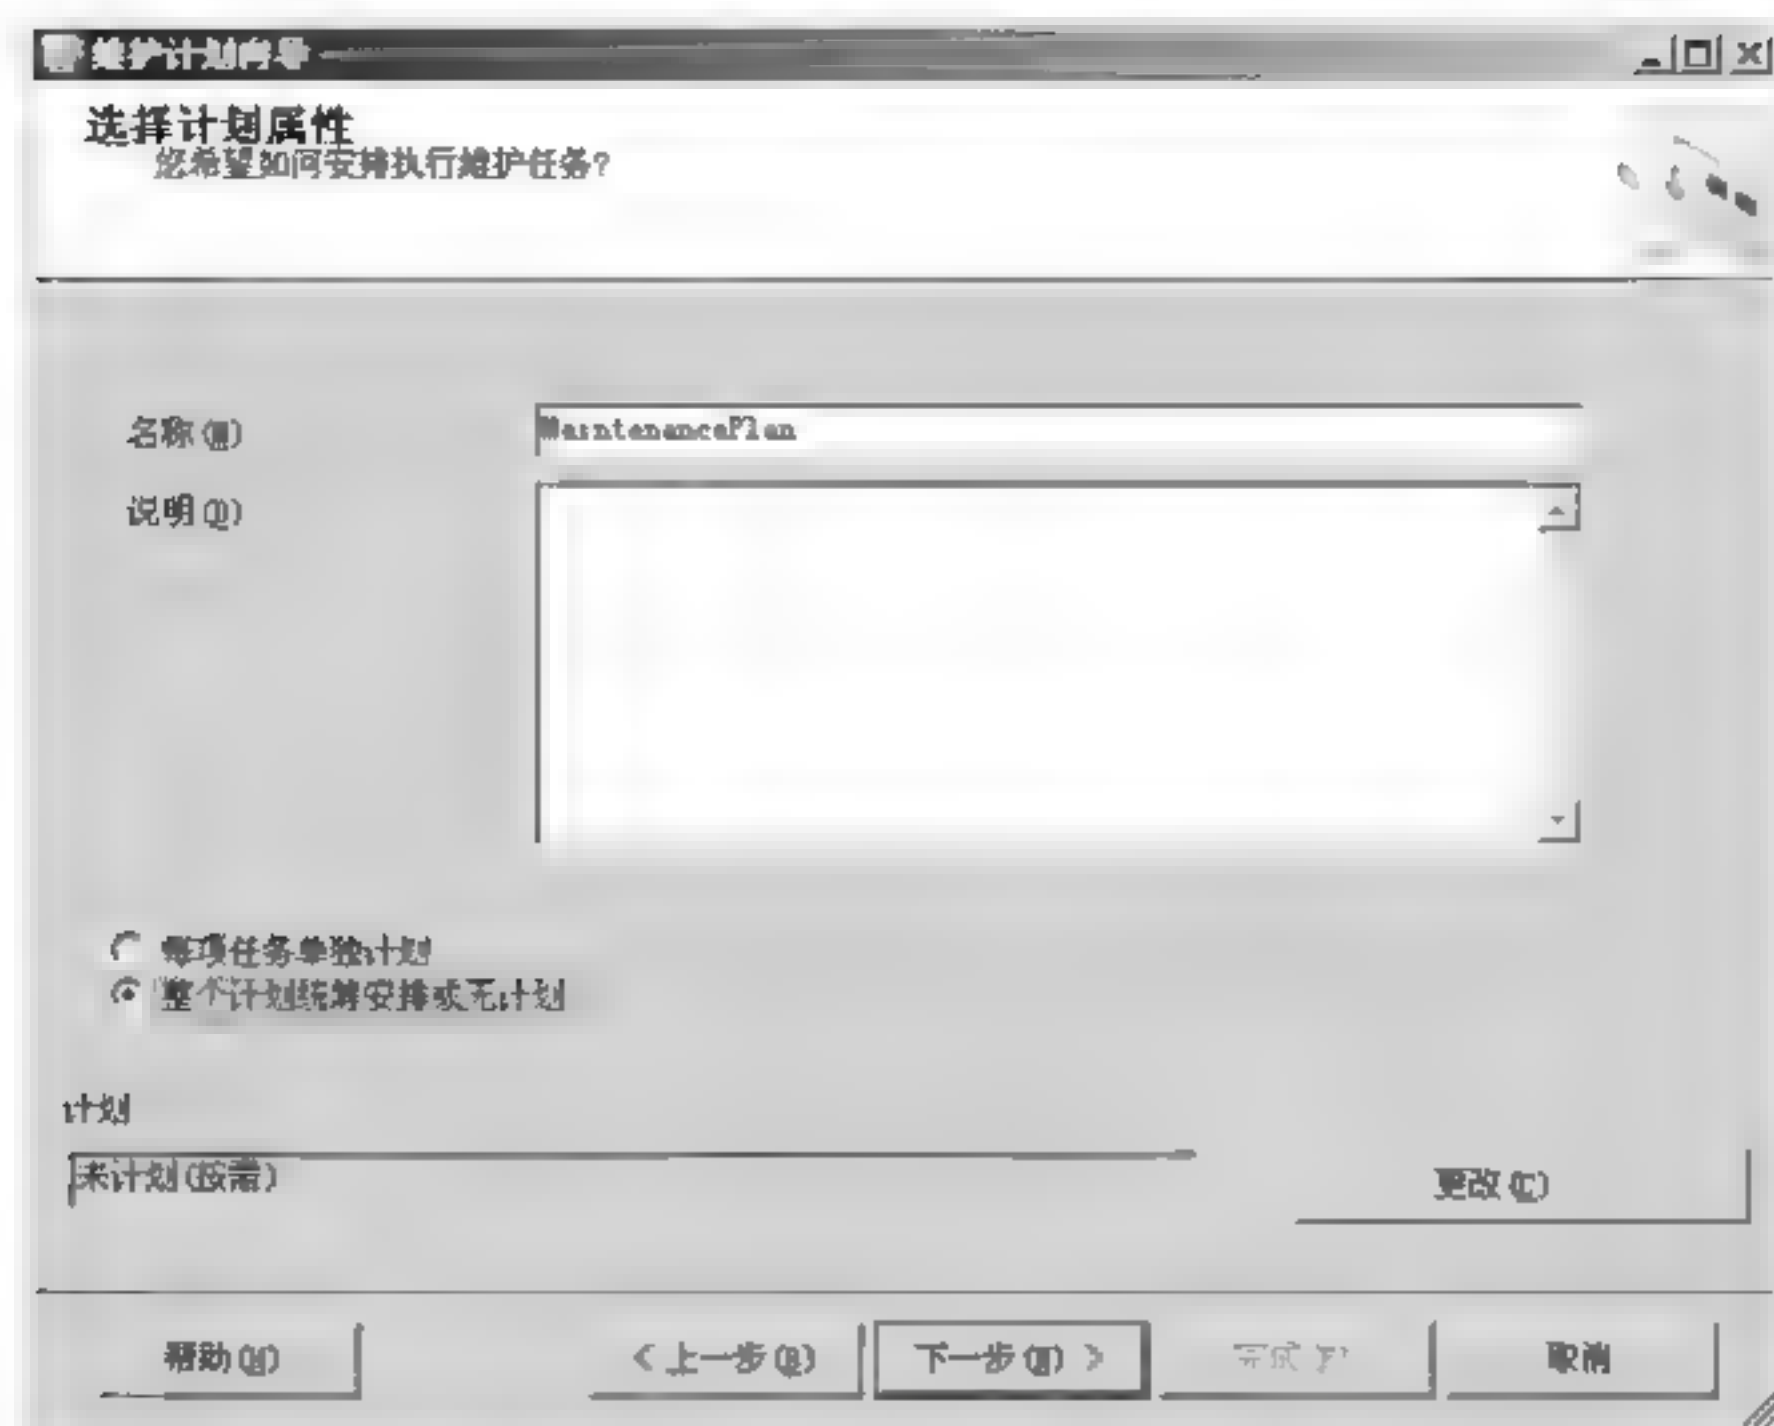 维护计划向导
选择计划属性
您希望如何安排执行维护任务?
名称(M) MaintenancePlan
说明(D)
每项任务单独计划
整个计划统筹安排或无计划
计划
未计划(按需) 更改(C)
帮助(H) < 上一步(B) 下一步(N) > 完成(F) 取消